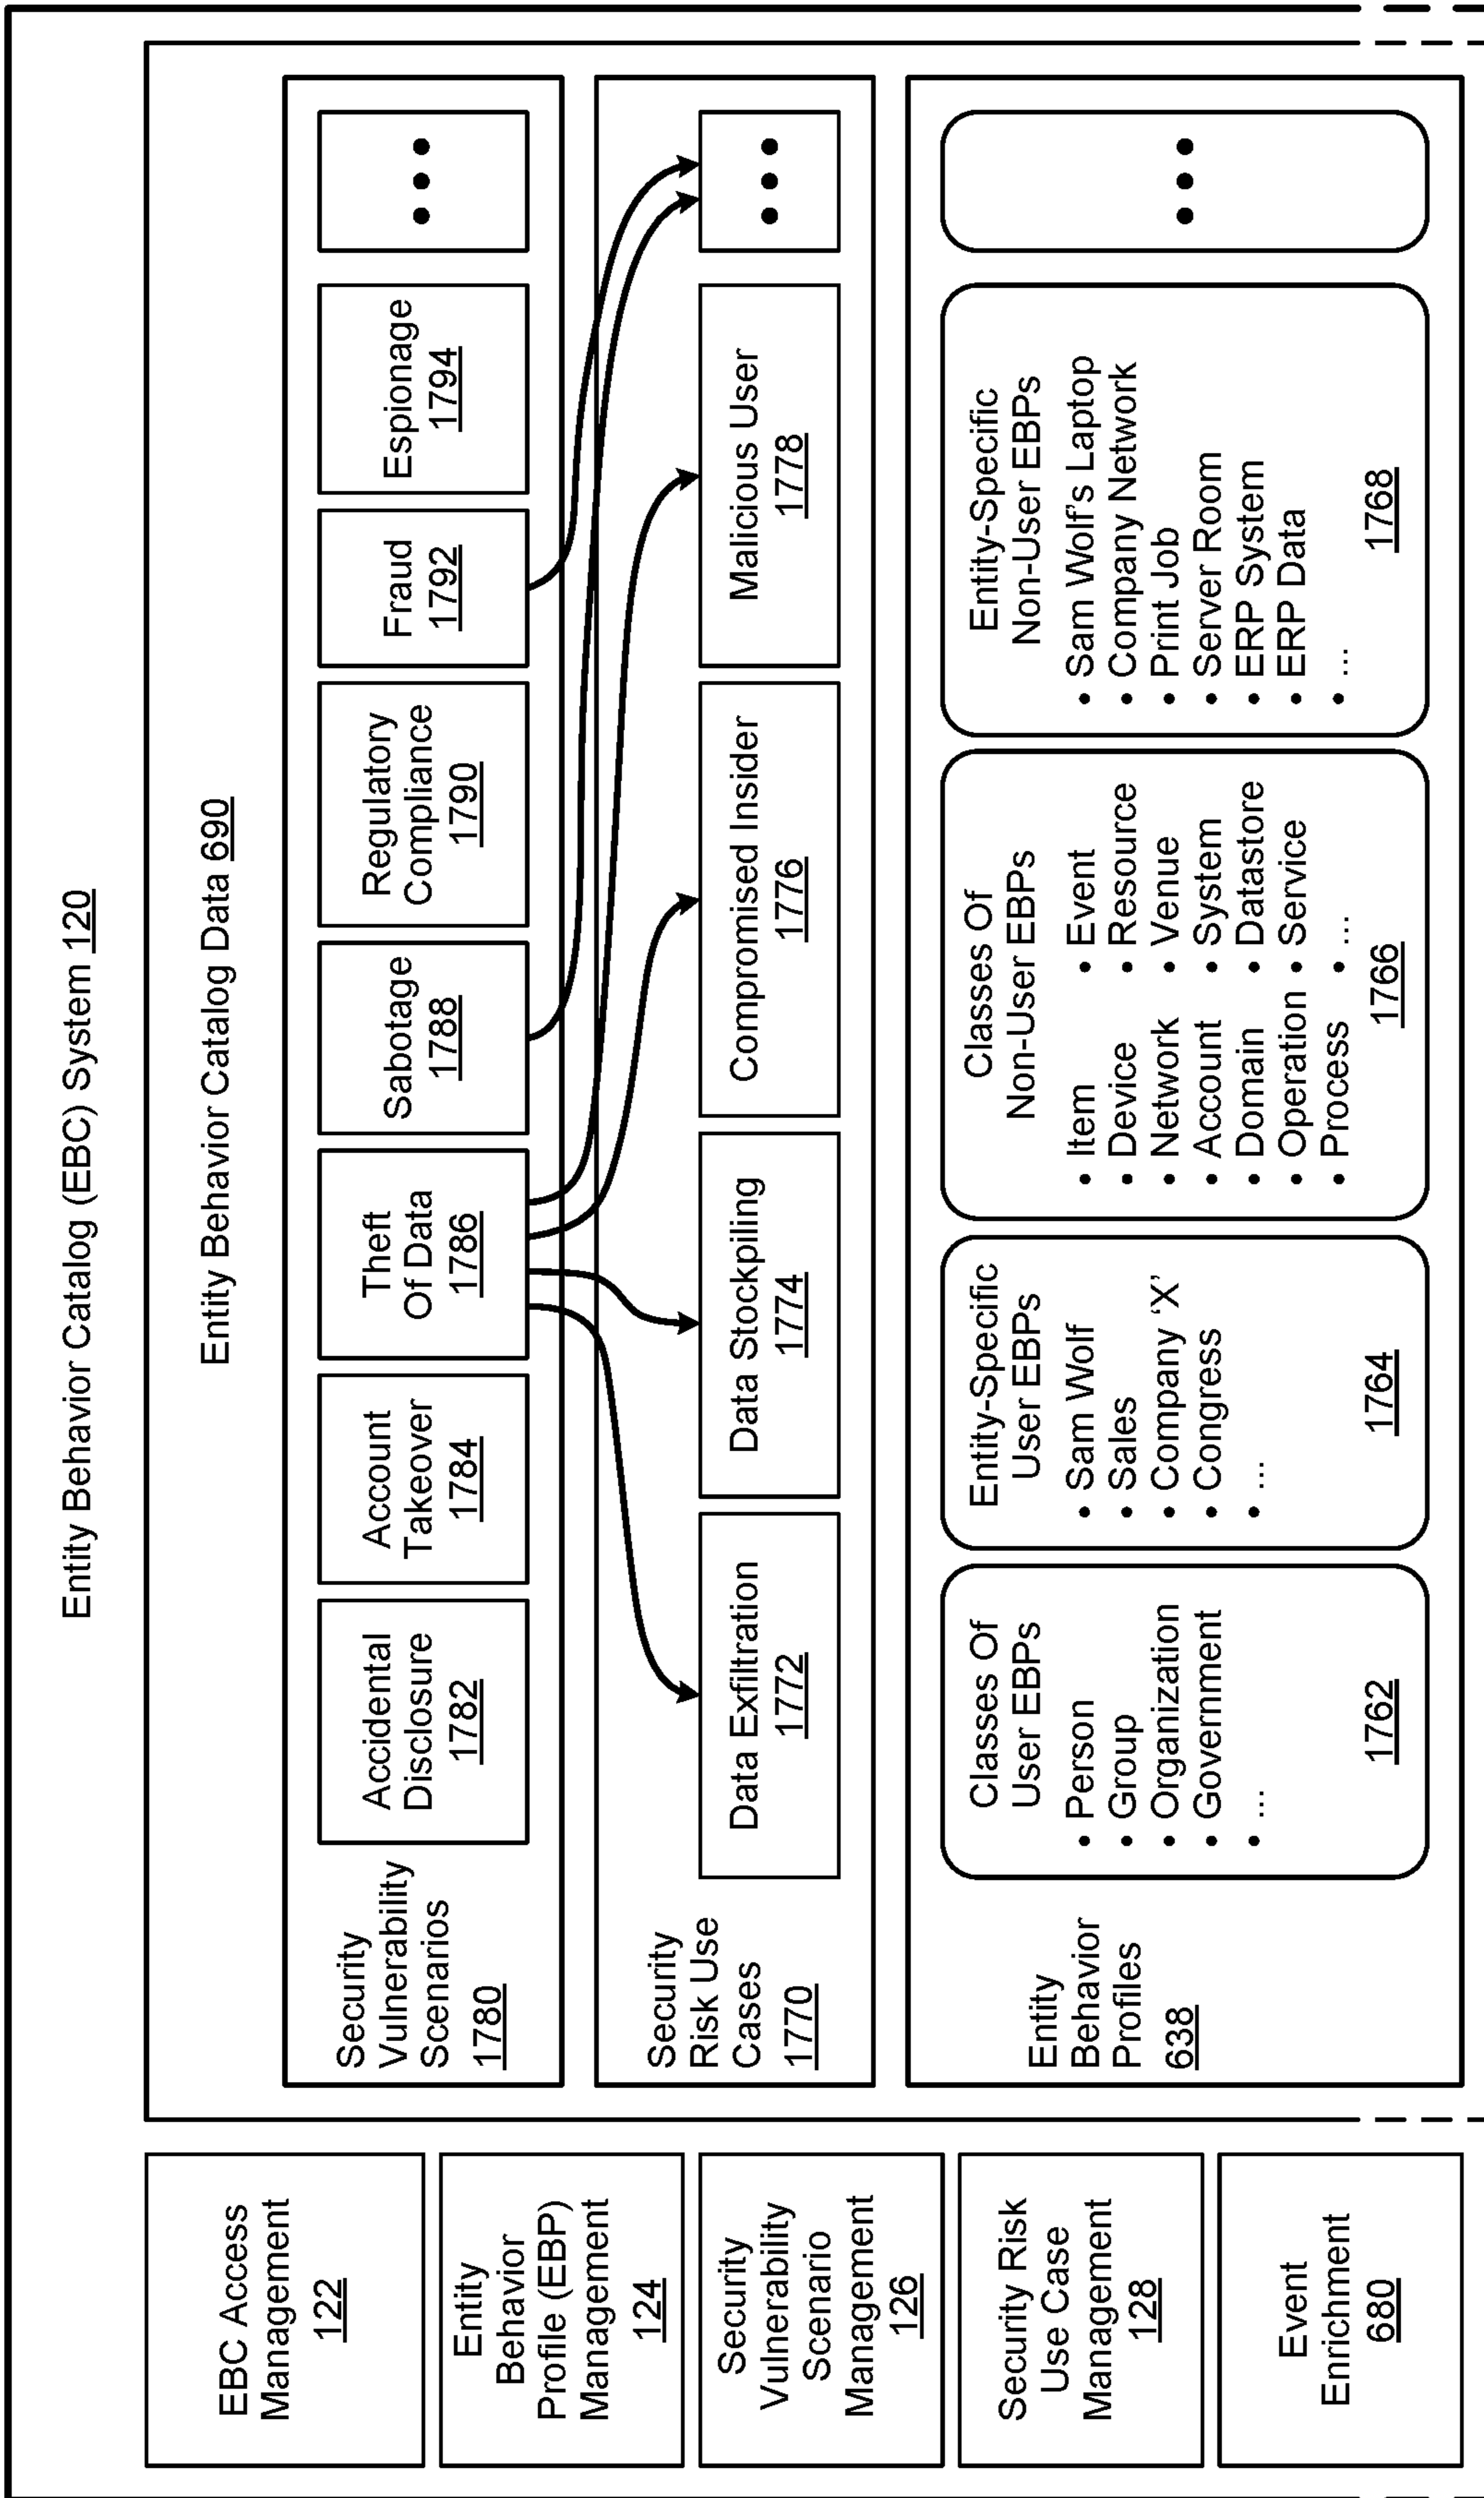 Entity Behavior Catalog (EBC) System 120
EBC Access
Management
122
Entity
Behavior
Profile (EBP)
Management
124
Security
Vulnerability
Scenario
Management
126
Security Risk
Use Case
Management
128
Event
Enrichment
680
Entity Behavior Catalog Data 690
Security
Vulnerability
Scenarios
1780
Accidental
Disclosure
1782
Account
Takeover
1784
Theft
Of Data
1786
Sabotage
1788
Regulatory
Compliance
1790
Fraud
1792
Espionage
1794
• • •
Security
Risk Use
Cases
1770
Data Exfiltration
1772
Data Stockpiling
1774
Compromised Insider
1776
Malicious User
1778
• • •
Entity
Behavior
Profiles
638
Classes Of
User EBPs
• Person
• Group
• Organization
• Government
• ...
1762
Entity-Specific
User EBPs
• Sam Wolf
• Sales
• Company ‘X’
• Congress
• ...
1764
Classes Of
Non-User EBPs
• Item • Event
• Device • Resource
• Network • Venue
• Account • System
• Domain • Datastore
• Operation • Service
• Process • ...
1766
Entity-Specific
Non-User EBPs
• Sam Wolf’s Laptop
• Company Network
• Print Job
• Server Room
• ERP System
• ERP Data
• ...
1768
• • •